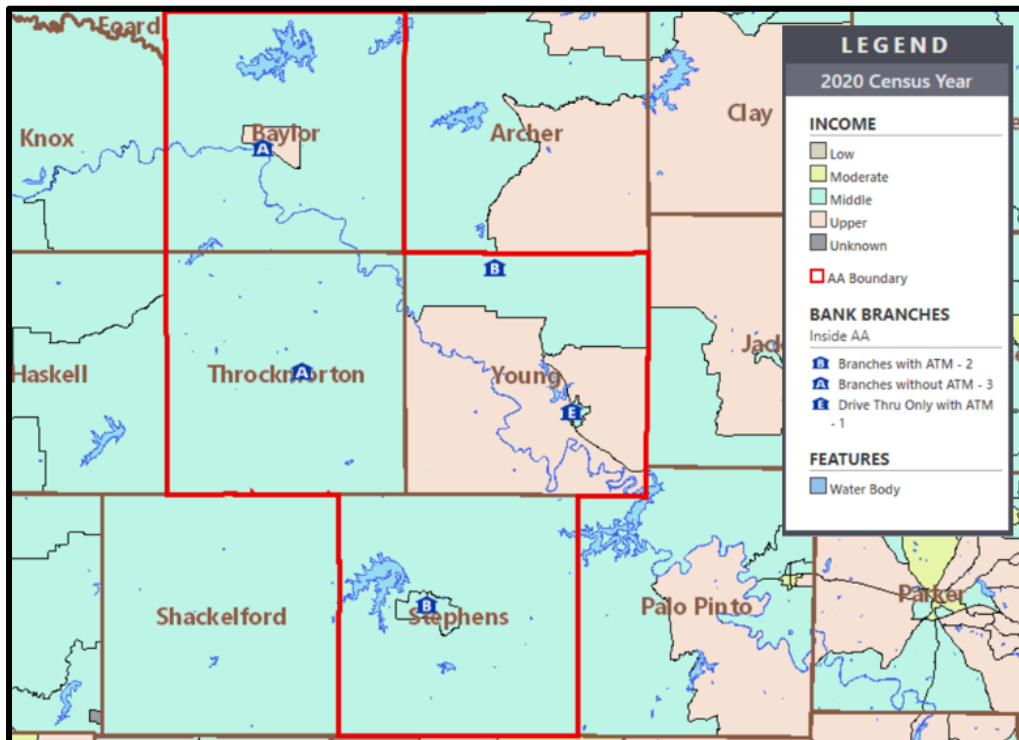 Foard
Knox
Baylor
A
Archer
Clay
B
Haskell
Throckmorton
A
Young
E
Jac
Shackelford
B
Stephens
Palo Pinto
Parker
LEGEND
2020 Census Year
INCOME
Low
Moderate
Middle
Upper
Unknown
AA Boundary
BANK BRANCHES
Inside AA
B Branches with ATM - 2
A Branches without ATM - 3
E Drive Thru Only with ATM
- 1
FEATURES
Water Body